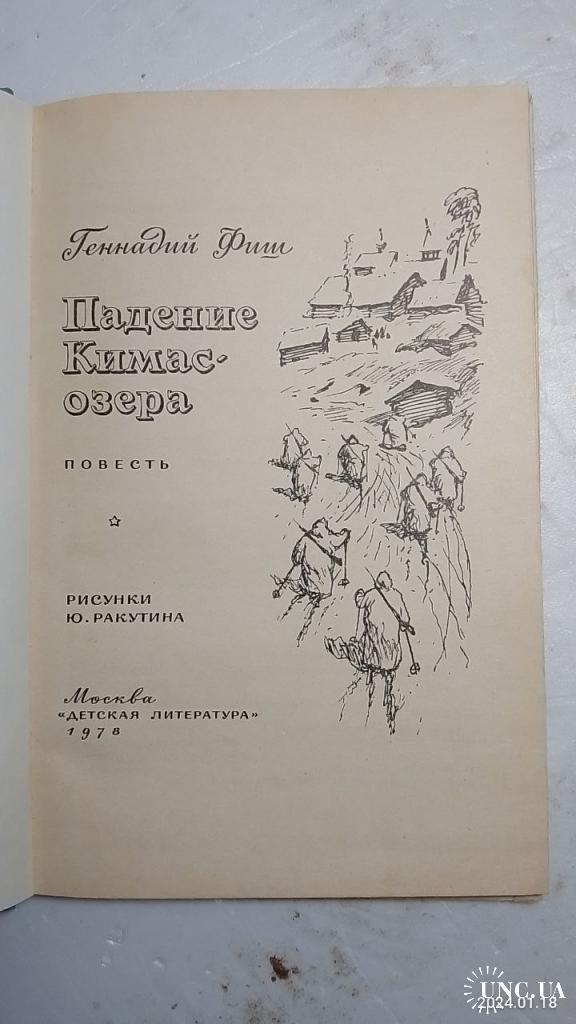 Геннадий Фиш
Падение
Кимас-
озера
ПОВЕСТЬ
РИСУНКИ
Ю. РАКУТИНА
Москва
«ДЕТСКАЯ ЛИТЕРАТУРА»
1978
UNC.UA
2024.01.18